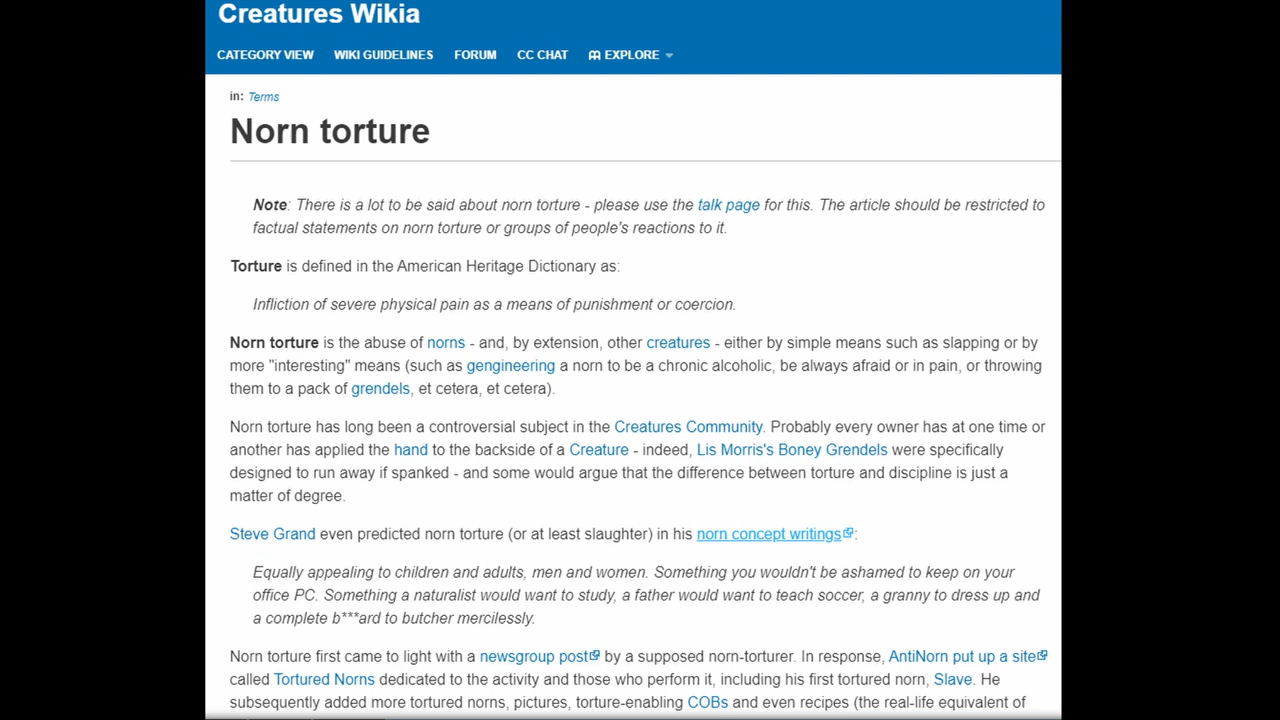 Creatures Wikia
CATEGORY VIEW WIKI GUIDELINES FORUM CC CHAT EXPLORE
in: Terms
Norn torture
Note: There is a lot to be said about norn torture - please use the talk page for this. The article should be restricted to
factual statements on norn torture or groups of people's reactions to it.
Torture is defined in the American Heritage Dictionary as:
Infliction of severe physical pain as a means of punishment or coercion.
Norn torture is the abuse of norns - and, by extension, other creatures - either by simple means such as slapping or by
more "interesting" means (such as gengineering a norn to be a chronic alcoholic, be always afraid or in pain, or throwing
them to a pack of grendels, et cetera, et cetera).
Norn torture has long been a controversial subject in the Creatures Community. Probably every owner has at one time or
another has applied the hand to the backside of a Creature - indeed, Lis Morris's Boney Grendels were specifically
designed to run away if spanked - and some would argue that the difference between torture and discipline is just a
matter of degree.
Steve Grand even predicted norn torture (or at least slaughter) in his norn concept writings:
Equally appealing to children and adults, men and women. Something you wouldn't be ashamed to keep on your
office PC. Something a naturalist would want to study, a father would want to teach soccer, a granny to dress up and
a complete b***ard to butcher mercilessly.
Norn torture first came to light with a newsgroup post by a supposed norn-torturer. In response, AntiNorn put up a site
called Tortured Norns dedicated to the activity and those who perform it, including his first tortured norn, Slave. He
subsequently added more tortured norns, pictures, torture-enabling COBs and even recipes (the real-life equivalent of